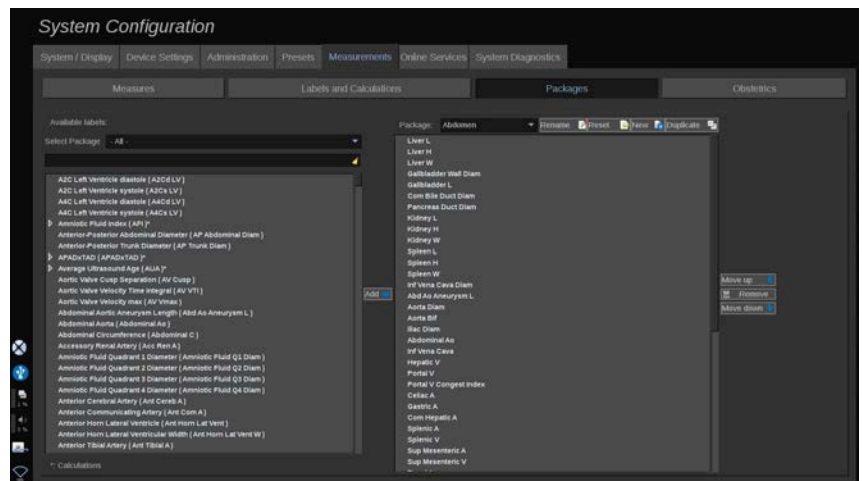 System Configuration
System / Display Device Settings Administration Presets Measurements Online Services System Diagnostics
Measures Labels and Calculations Packages Obstetrics
Available labels:
Select Package - All -
A2C Left Ventricle diastole ( A2Cd LV )
A2C Left Ventricle systole ( A2Cs LV )
A4C Left Ventricle diastole ( A4Cd LV )
A4C Left Ventricle systole ( A4Cs LV )
Amniotic Fluid Index ( AFI )*
Anterior-Posterior Abdominal Diameter ( AP Abdominal Diam )
Anterior-Posterior Trunk Diameter ( AP Trunk Diam )
APADxTAD ( APADxTAD )*
Average Ultrasound Age ( AUA )*
Aortic Valve Cusp Separation ( AV Cusp )
Aortic Valve Velocity Time Integral ( AV VTI )
Aortic Valve Velocity max ( AV Vmax )
Abdominal Aortic Aneurysm Length ( Abd Ao Aneurysm L )
Abdominal Aorta ( Abdominal Ao )
Abdominal Circumference ( Abdominal C )
Accessory Renal Artery ( Acc Ren A )
Amniotic Fluid Quadrant 1 Diameter ( Amniotic Fluid Q1 Diam )
Amniotic Fluid Quadrant 2 Diameter ( Amniotic Fluid Q2 Diam )
Amniotic Fluid Quadrant 3 Diameter ( Amniotic Fluid Q3 Diam )
Amniotic Fluid Quadrant 4 Diameter ( Amniotic Fluid Q4 Diam )
Anterior Cerebral Artery ( Ant Cereb A )
Anterior Communicating Artery ( Ant Com A )
Anterior Horn Lateral Ventricle ( Ant Horn Lat Vent )
Anterior Horn Lateral Ventricular Width ( Ant Horn Lat Vent W )
Anterior Tibial Artery ( Ant Tibial A )
*: Calculations
Add
Package: Abdomen Rename Reset New Duplicate
Liver L
Liver H
Liver W
Gallbladder Wall Diam
Gallbladder L
Com Bile Duct Diam
Pancreas Duct Diam
Kidney L
Kidney H
Kidney W
Spleen L
Spleen H
Spleen W
Inf Vena Cava Diam
Abd Ao Aneurysm L
Aorta Diam
Aorta Bif
Iliac Diam
Abdominal Ao
Inf Vena Cava
Hepatic V
Portal V
Portal V Congest Index
Celiac A
Gastric A
Com Hepatic A
Splenic A
Splenic V
Sup Mesenteric A
Sup Mesenteric V
Move up
Remove
Move down